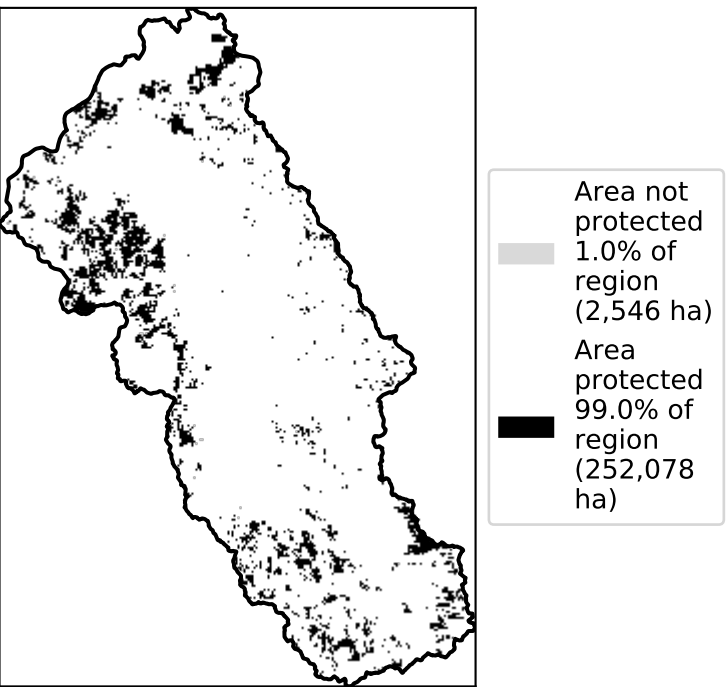 Area not
protected
1.0% of
region
(2,546 ha)
Area
protected
99.0% of
region
(252,078
ha)